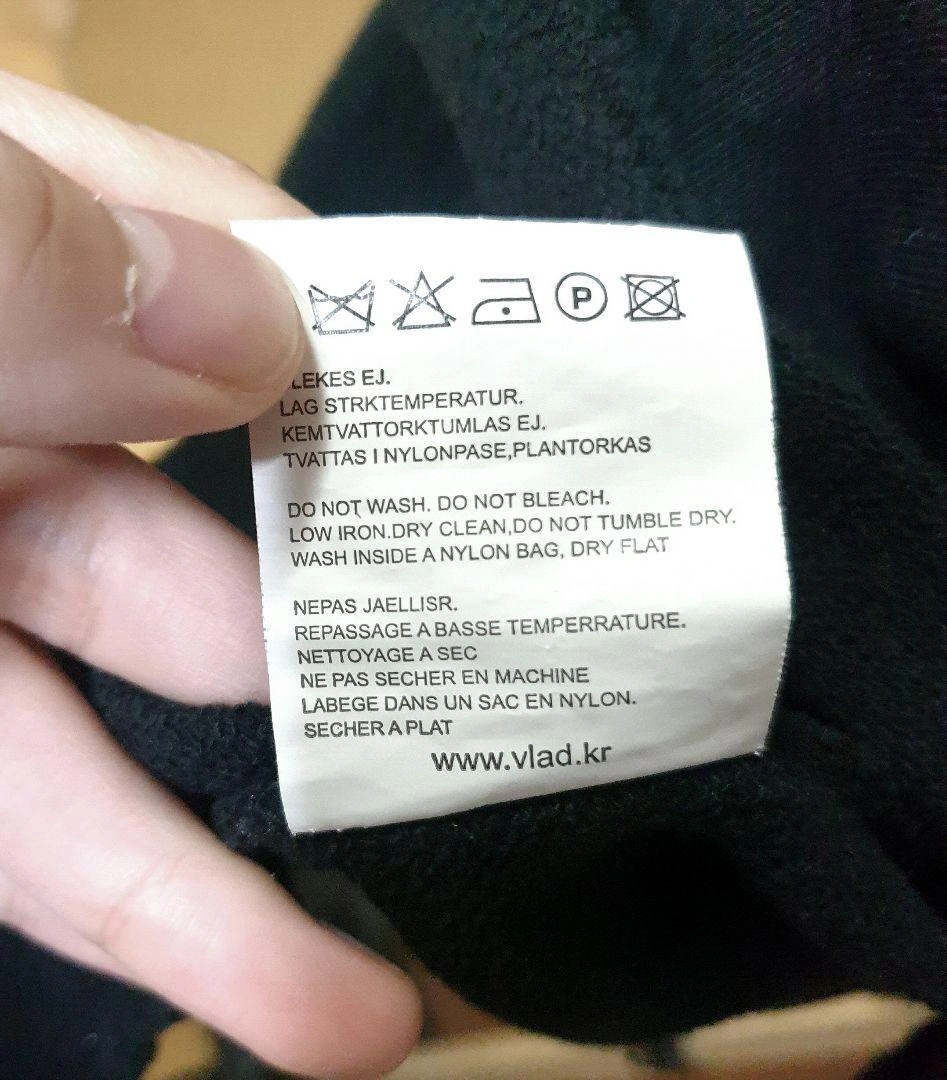 P
LEKES EJ.
LAG STRKTEMPERATUR.
KEMTVATTORKTUMLAS EJ.
TVATTAS I NYLONPASE,PLANTORKAS
DO NOT WASH. DO NOT BLEACH.
LOW IRON.DRY CLEAN,DO NOT TUMBLE DRY.
WASH INSIDE A NYLON BAG, DRY FLAT
NEPAS JAELLISR.
REPASSAGE A BASSE TEMPERRATURE.
NETTOYAGE A SEC
NE PAS SECHER EN MACHINE
LABEGE DANS UN SAC EN NYLON.
SECHER A PLAT
www.vlad.kr